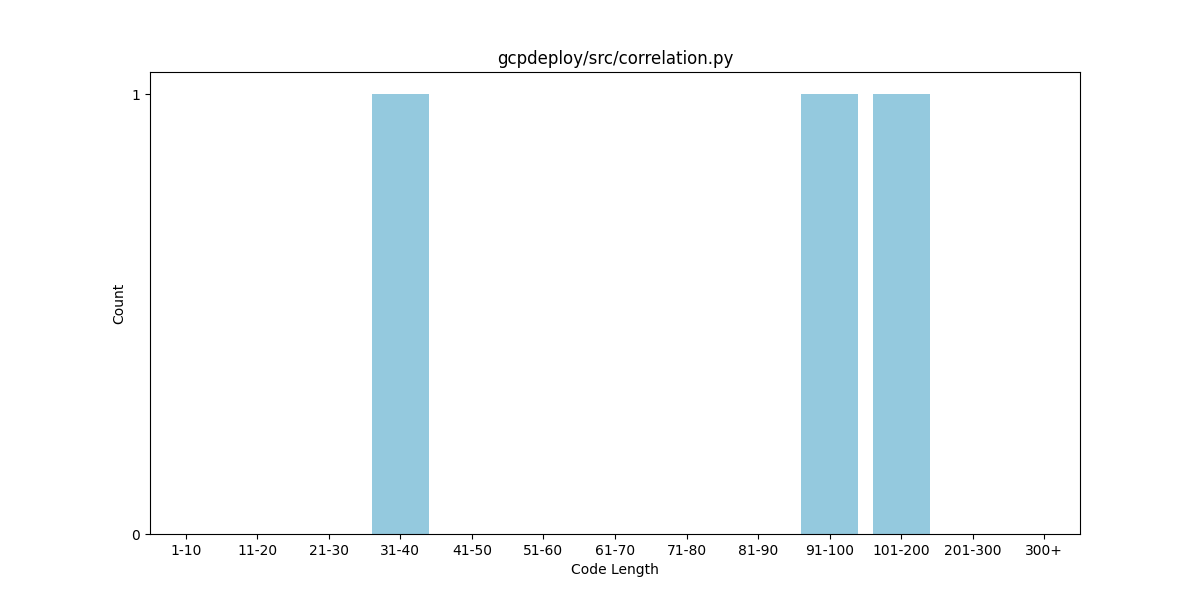 gcpdeploy/src/correlation.py
1
Count
0
1-10 11-20 21-30 31-40 41-50 51-60 61-70 71-80 81-90 91-100 101-200 201-300 300+
Code Length